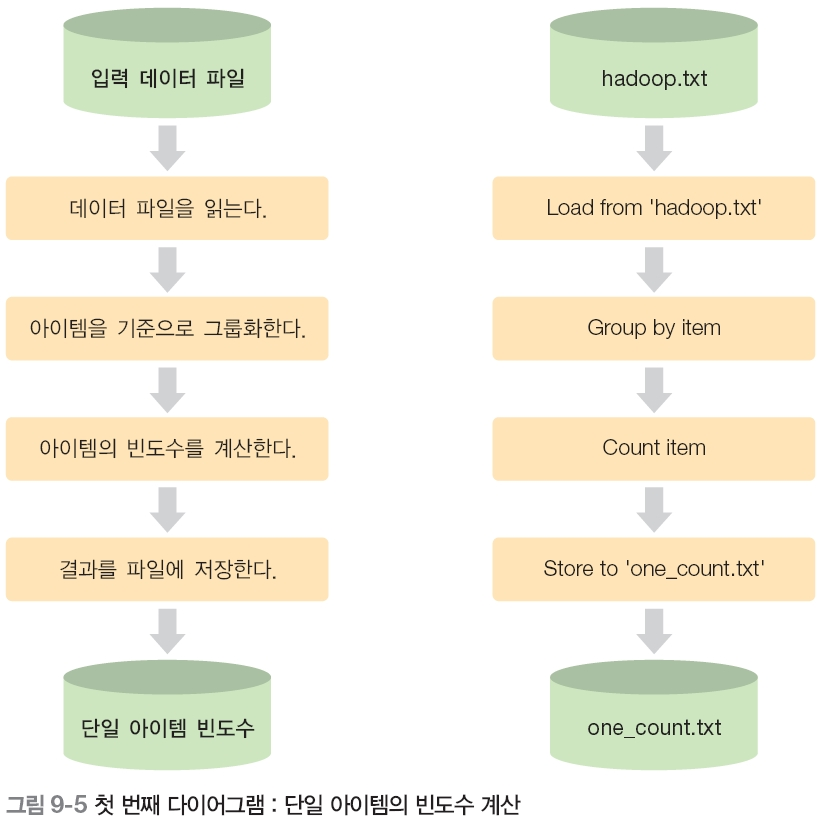 입력 데이터 파일
데이터 파일을 읽는다.
아이템을 기준으로 그룹화한다.
아이템의 빈도수를 계산한다.
결과를 파일에 저장한다.
단일 아이템 빈도수
hadoop.txt
Load from 'hadoop.txt'
Group by item
Count item
Store to 'one_count.txt'
one_count.txt
그림 9-5 첫 번째 다이어그램 : 단일 아이템의 빈도수 계산